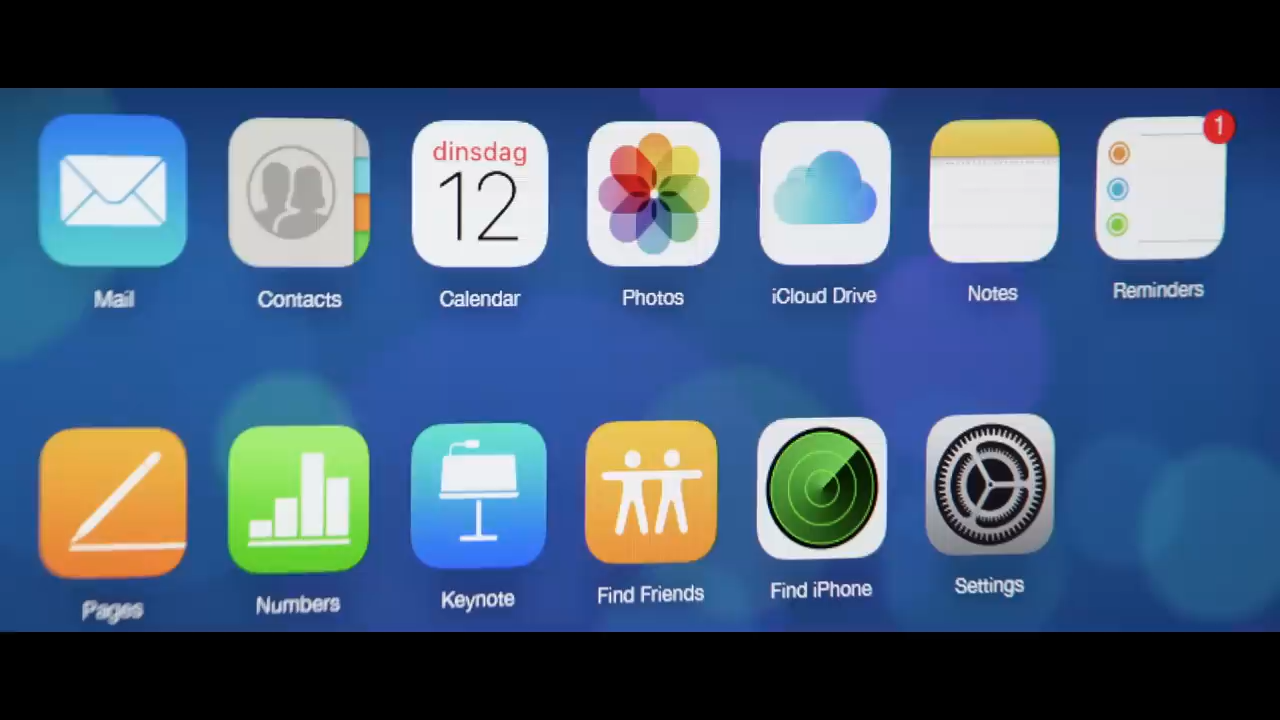 dinsdag
12
1
Mail
Contacts
Calendar
Photos
iCloud Drive
Notes
Reminders
Pages
Numbers
Keynote
Find Friends
Find iPhone
Settings